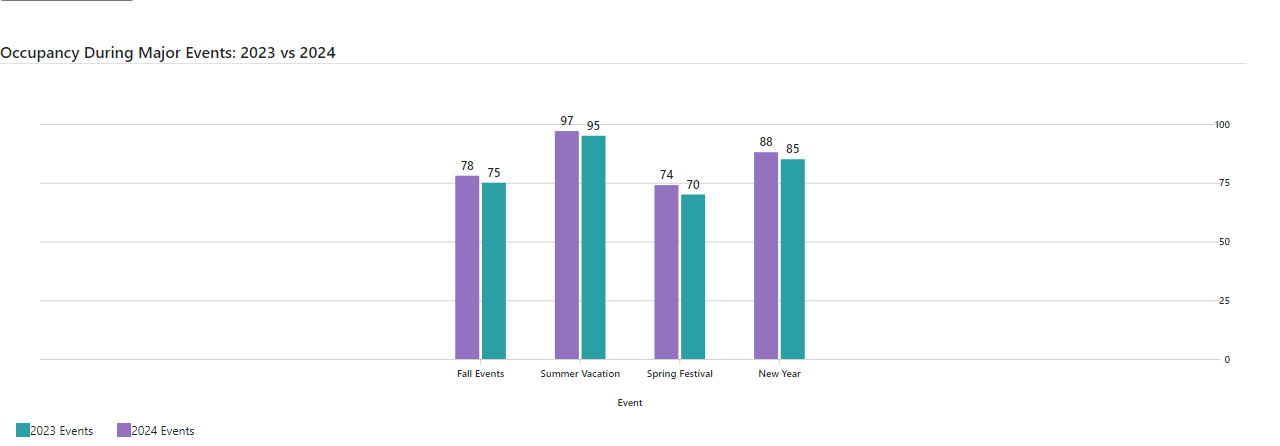 Occupancy During Major Events: 2023 vs 2024
97 95 100
88 85
78 75
74 70 75
50
25
0
Fall Events Summer Vacation Spring Festival New Year
Event
2023 Events 2024 Events